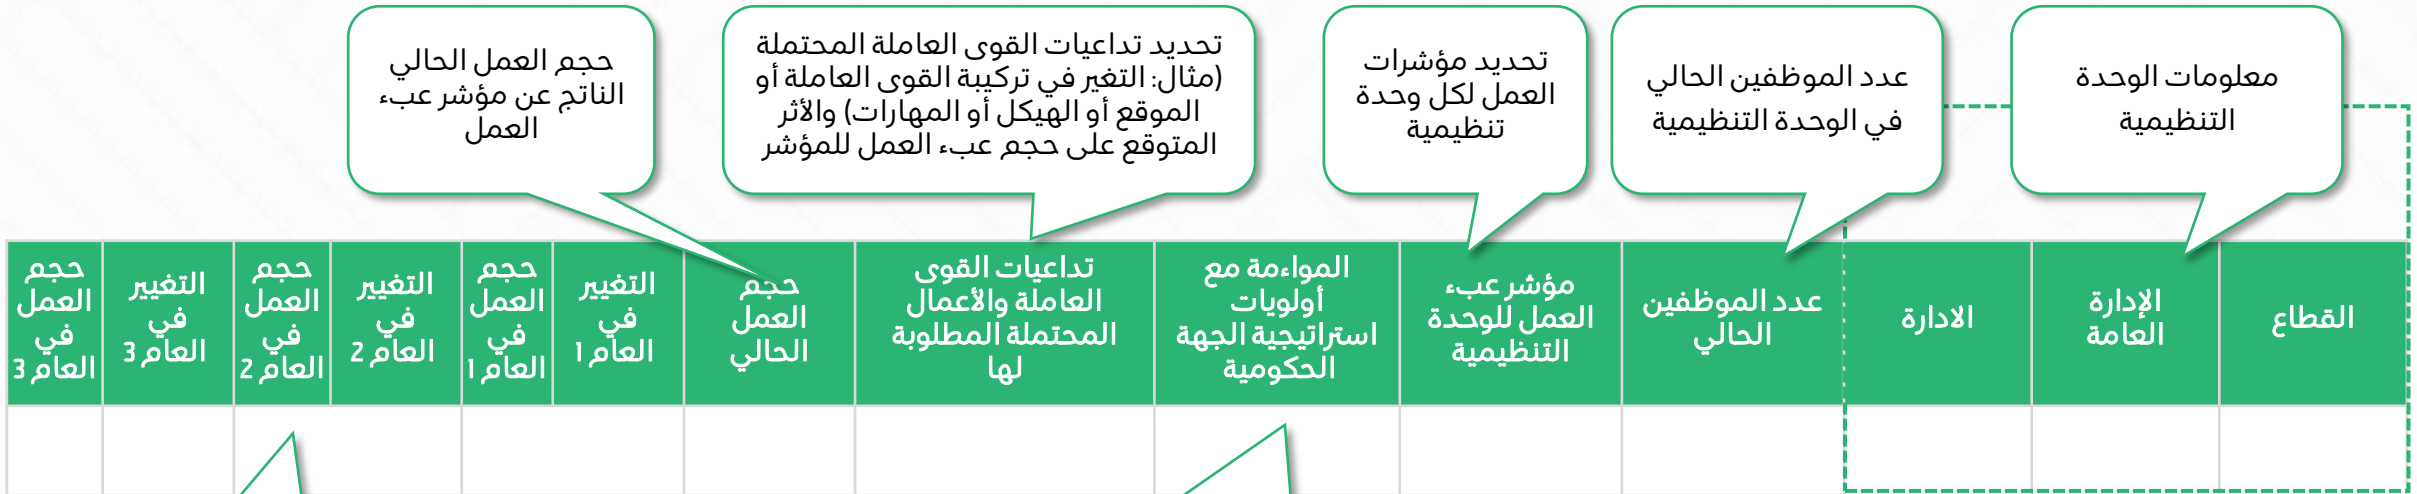 معلومات الوحدة
التنظيمية
عدد الموظفين الحالي
في الوحدة التنظيمية
تحديد مؤشرات
العمل لكل وحدة
تنظيمية
تحديد تداعيات القوى العاملة المحتملة
(مثال: التغير في تركيبة القوى العاملة أو
الموقع أو الهيكل أو المهارات) والأثر
المتوقع على حجم عبء العمل للمؤشر
حجم العمل الحالي
الناتج عن مؤشر عبء
العمل
القطاع
الإدارة
العامة
الادارة
عدد الموظفين
الحالي
مؤشر عبء
العمل للوحدة
التنظيمية
المواءمة مع
أولويات
استراتيجية الجهة
الحكومية
تداعيات القوى
العاملة والأعمال
المحتملة المطلوبة
لها
حجم
العمل
الحالي
التغيير
في
العام 1
حجم
العمل
في
العام 1
التغيير
في
العام 2
حجم
العمل
في
العام 2
التغيير
في
العام 3
حجم
العمل
في
العام 3